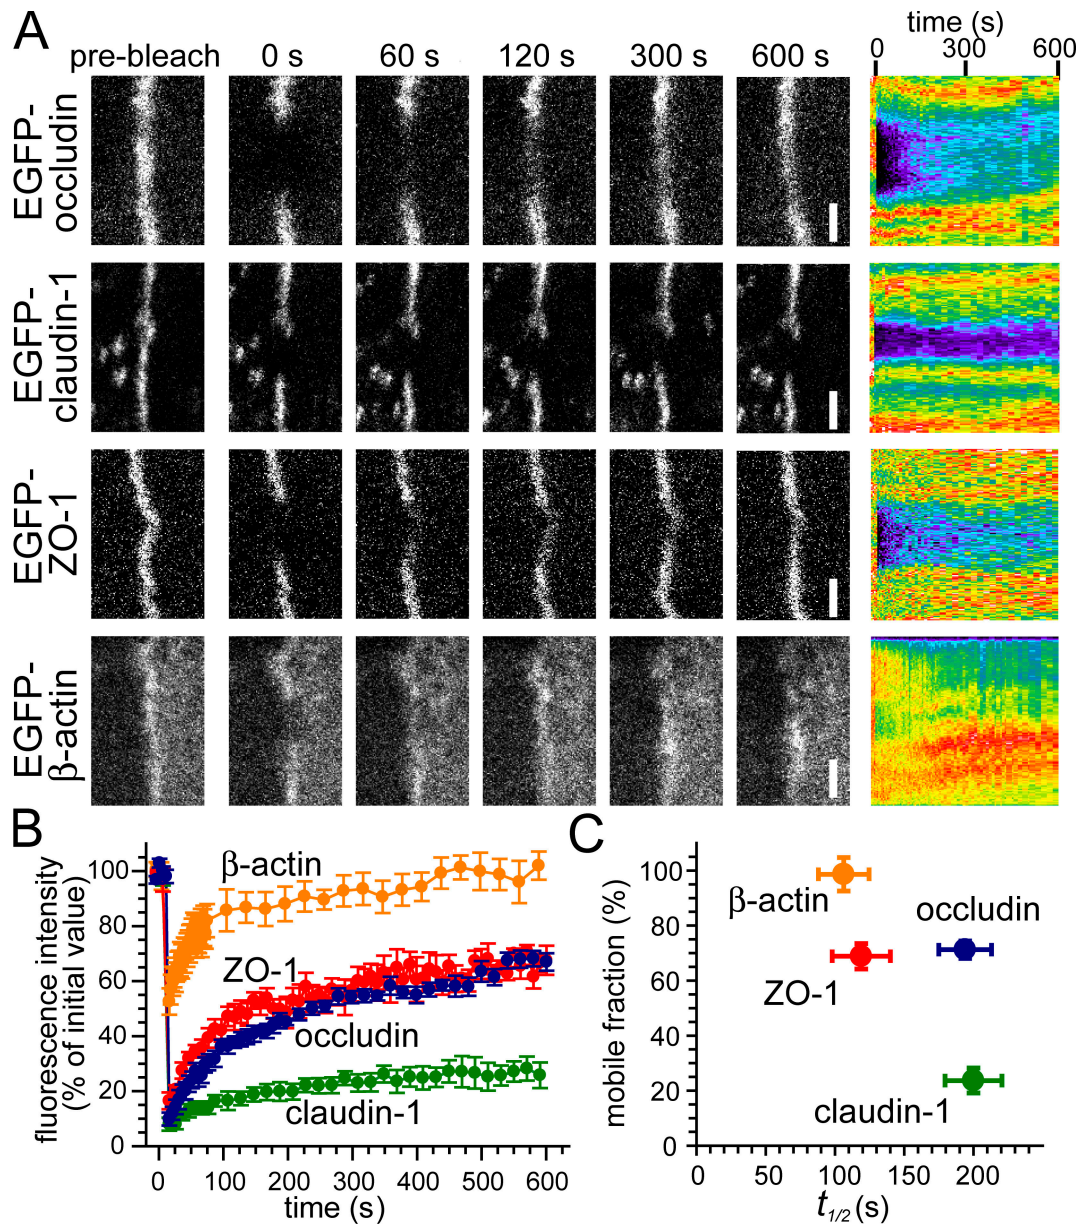 A
time (s)
pre-bleach 0 s 60 s 120 s 300 s 600 s 0 300 600
EGFP-
occludin
EGFP-
claudin-1
EGFP-
ZO-1
EGFP-
β-actin
B
fluorescence intensity
(% of initial value)
100
80
60
40
20
0
β-actin
ZO-1
occludin
claudin-1
0 100 200 300 400 500 600
time (s)
C
mobile fraction (%)
100
80
60
40
20
0
β-actin
occludin
ZO-1
claudin-1
0 50 100 150 200
t1/2 (s)